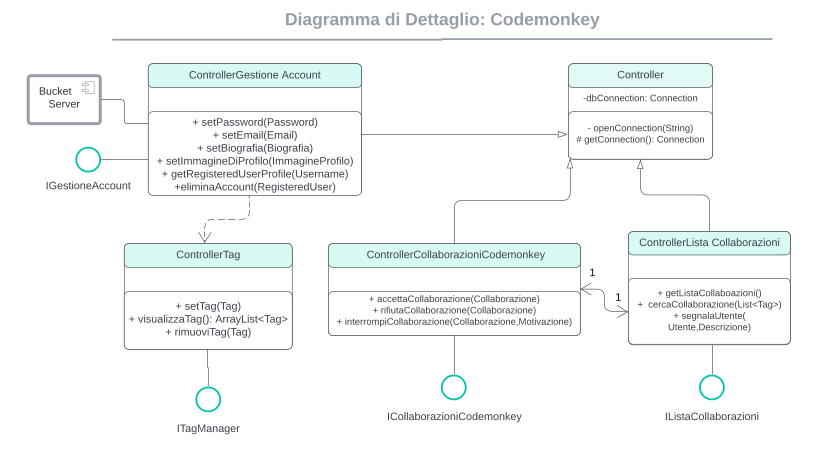 Diagramma di Dettaglio: Codemonkey
Bucket
Server
IGestioneAccount
ControllerGestione Account
+ setPassword(Password)
+ setEmail(Email)
+ setBiografia(Biografia)
+ setImmagineDiProfilo(ImmagineProfilo)
+ getRegisteredUserProfile(Username)
+eliminaAccount(RegisteredUser)
Controller
-dbConnection: Connection
- openConnection(String)
# getConnection(): Connection
ControllerTag
+ setTag(Tag)
+ visualizzaTag(): ArrayList<Tag>
+ rimuoviTag(Tag)
ITagManager
ControllerCollaborazioniCodemonkey
+ accettaCollaborazione(Collaborazione)
+ rifiutaCollaborazione(Collaborazione)
+ interrompiCollaborazione(Collaborazione,Motivazione)
ICollaborazioniCodemonkey
1
1
ControllerLista Collaborazioni
+ getListaCollaboazioni()
+ cercaCollaborazione(List<Tag>)
+ segnalaUtente(
Utente,Descrizione)
IListaCollaborazioni